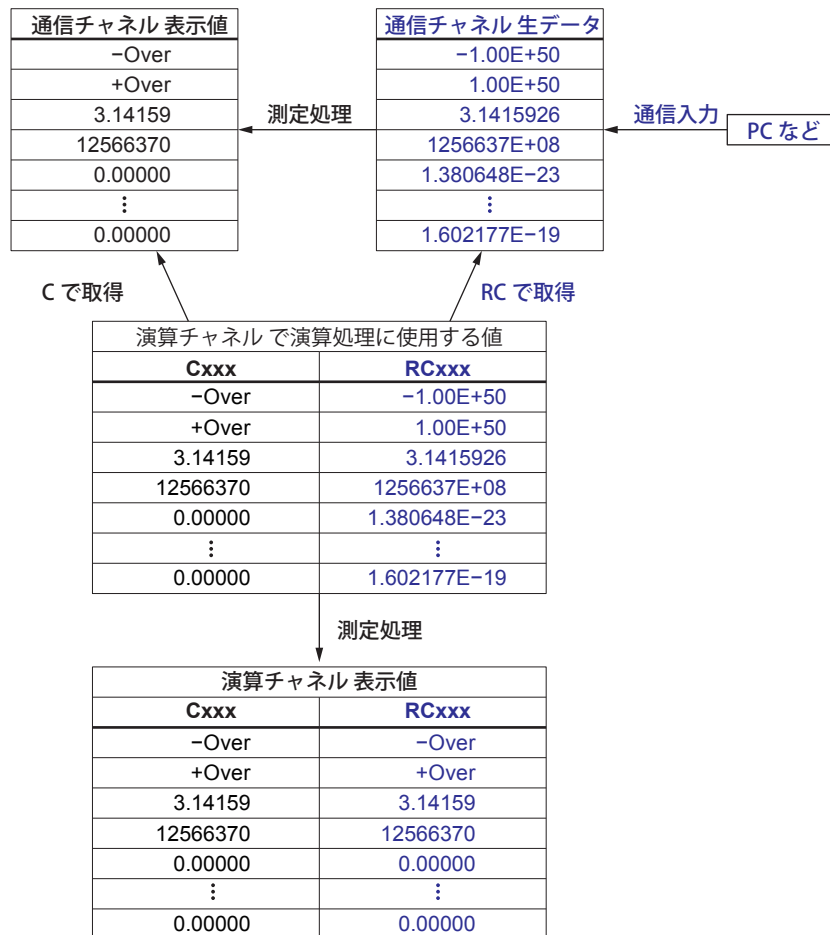 通信チャネル 表示値
−Over
+Over
3.14159
12566370
0.00000
⋮
0.00000
測定処理
通信チャネル 生データ
−1.00E+50
1.00E+50
3.1415926
1256637E+08
1.380648E−23
⋮
1.602177E−19
通信入力
PC など
C で取得
RC で取得
演算チャネル で演算処理に使用する値
Cxxx RCxxx
−Over −1.00E+50
+Over 1.00E+50
3.14159 3.1415926
12566370 1256637E+08
0.00000 1.380648E−23
⋮ ⋮
0.00000 1.602177E−19
測定処理
演算チャネル 表示値
Cxxx RCxxx
−Over −Over
+Over +Over
3.14159 3.14159
12566370 12566370
0.00000 0.00000
⋮ ⋮
0.00000 0.00000